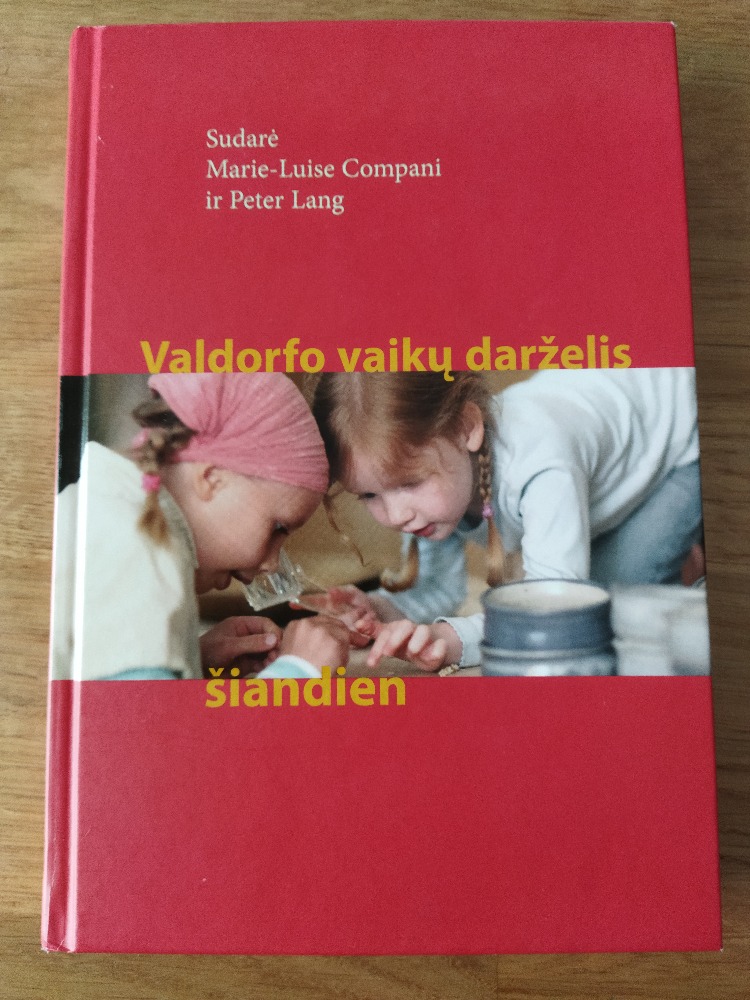 Sudarė
Marie-Luise Compani
ir Peter Lang
Valdorfo vaikų darželis
šiandien